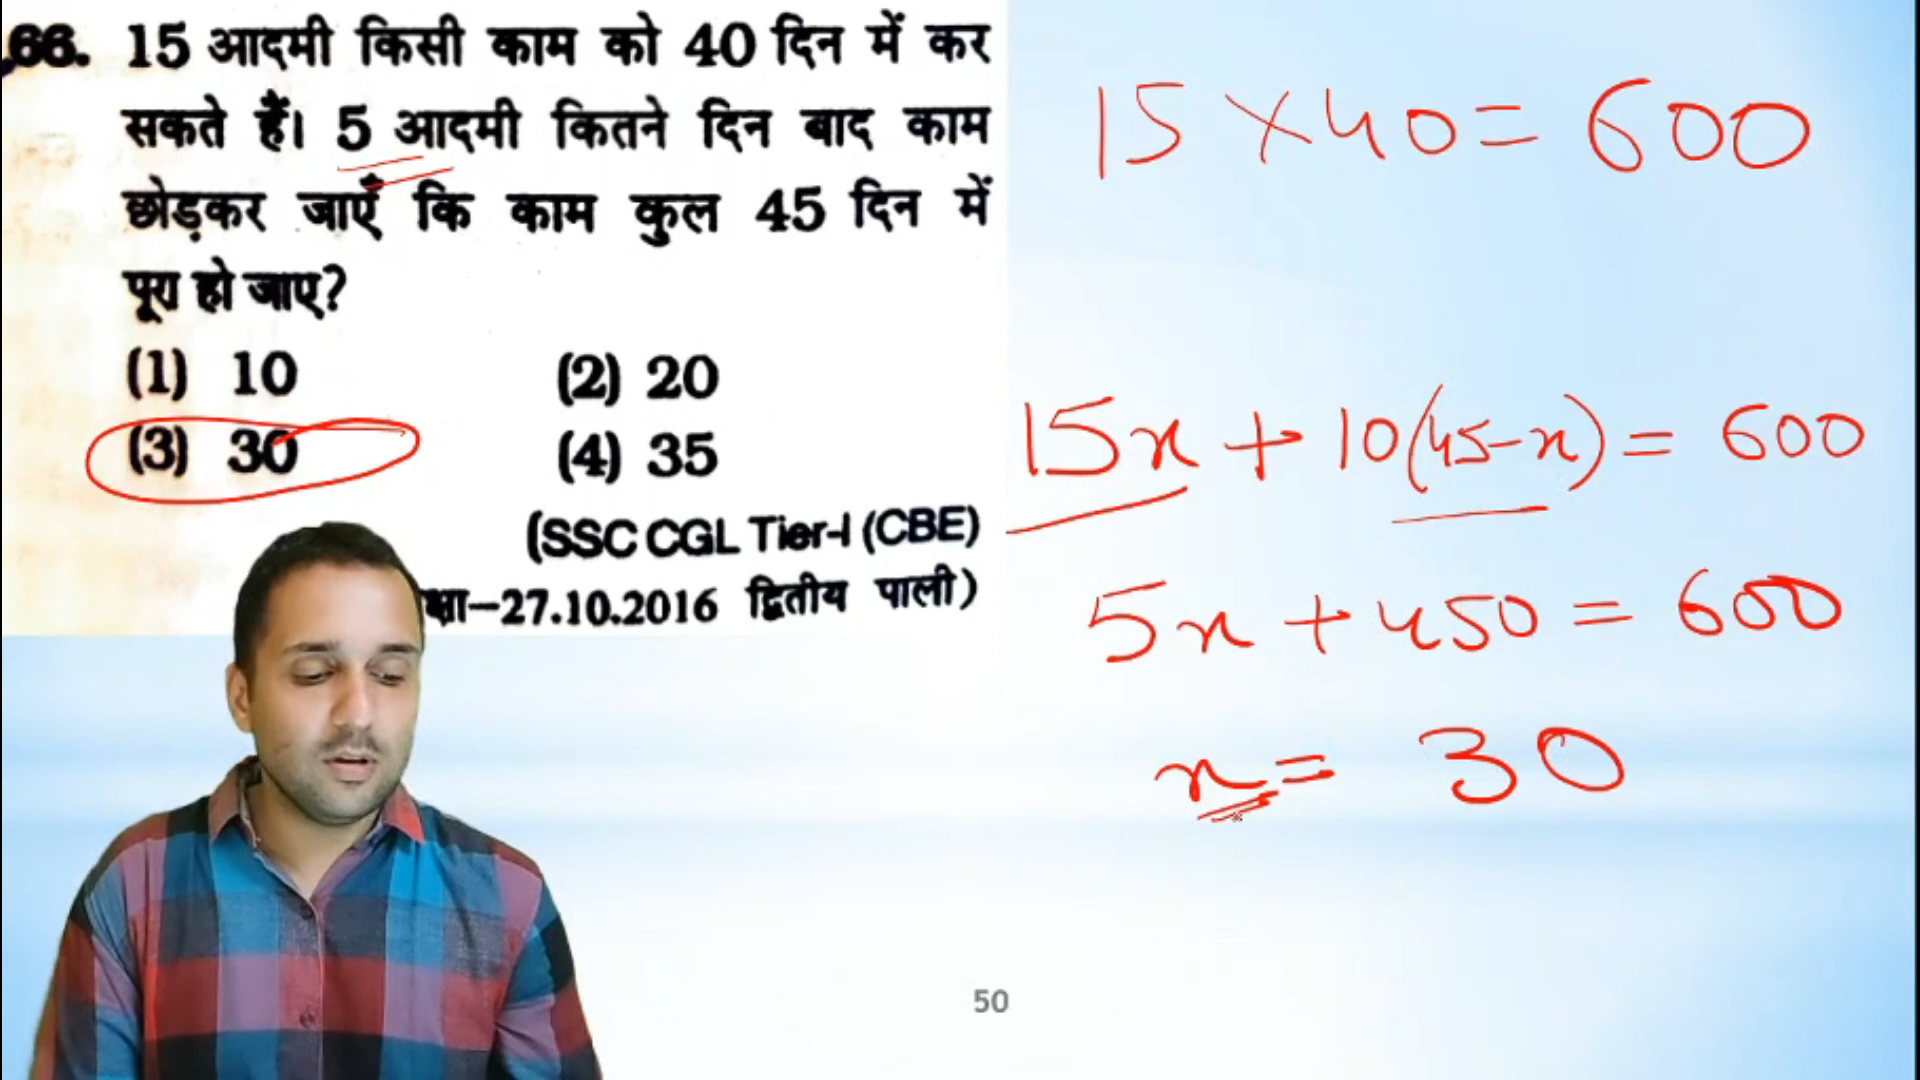 66. 15 आदमी किसी काम को 40 दिन में कर
सकते हैं। 5 आदमी कितने दिन बाद काम
छोड़कर जाएँ कि काम कुल 45 दिन में
पूरा हो जाए?
(1) 10 (2) 20
(3) 30 (4) 35
(SSC CGL Tier-I (CBE)
क्षा–27.10.2016 द्वितीय पाली)
15 × 40 = 600
15x + 10(45-x) = 600
5x + 450 = 600
x = 30
50